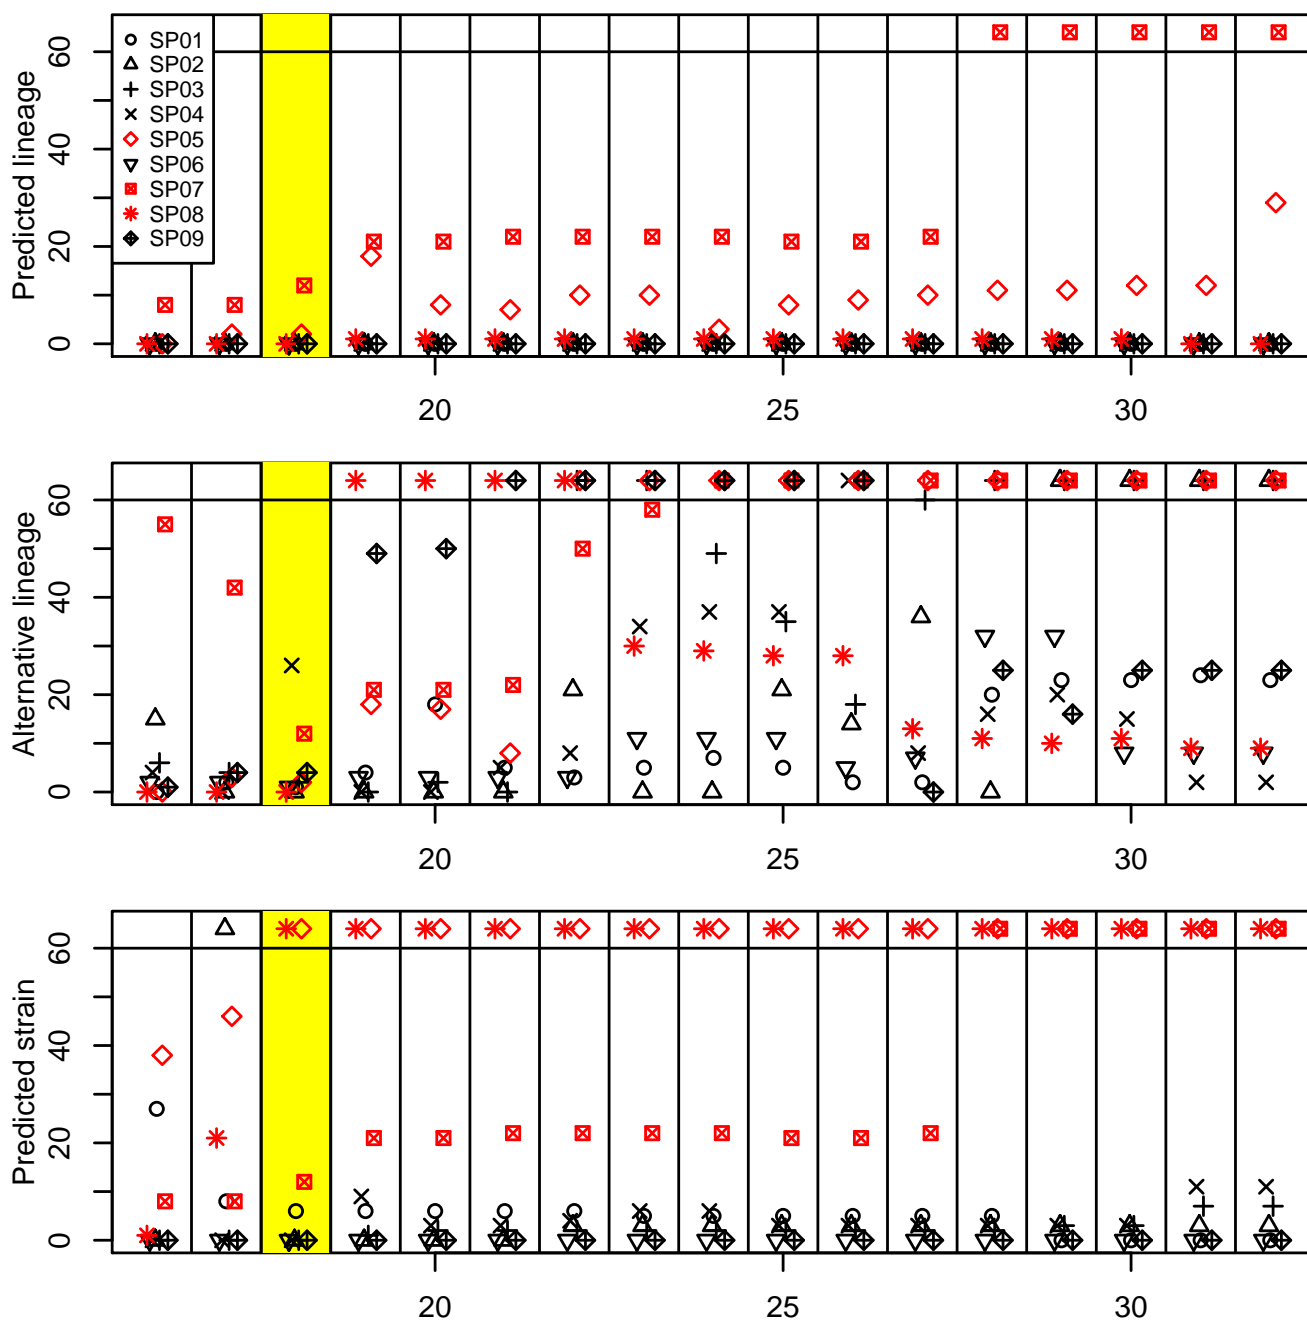 Predicted lineage
0 20 40 60
SP01
SP02
SP03
SP04
SP05
SP06
SP07
SP08
SP09
20 25 30
Alternative lineage
0 20 40 60
20 25 30
Predicted strain
0 20 40 60
20 25 30